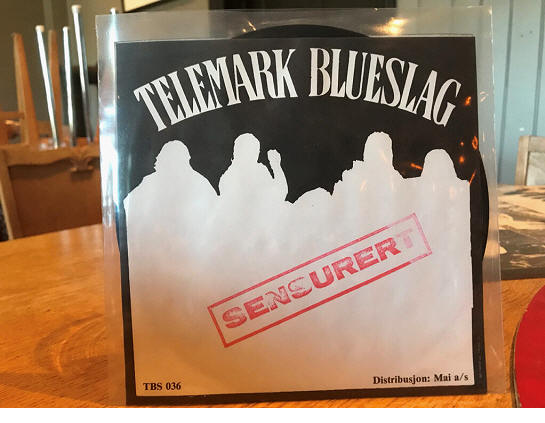 TELEMARK BLUESLAG
SENSURERT
TBS 036
Distribusjon: Mai a/s